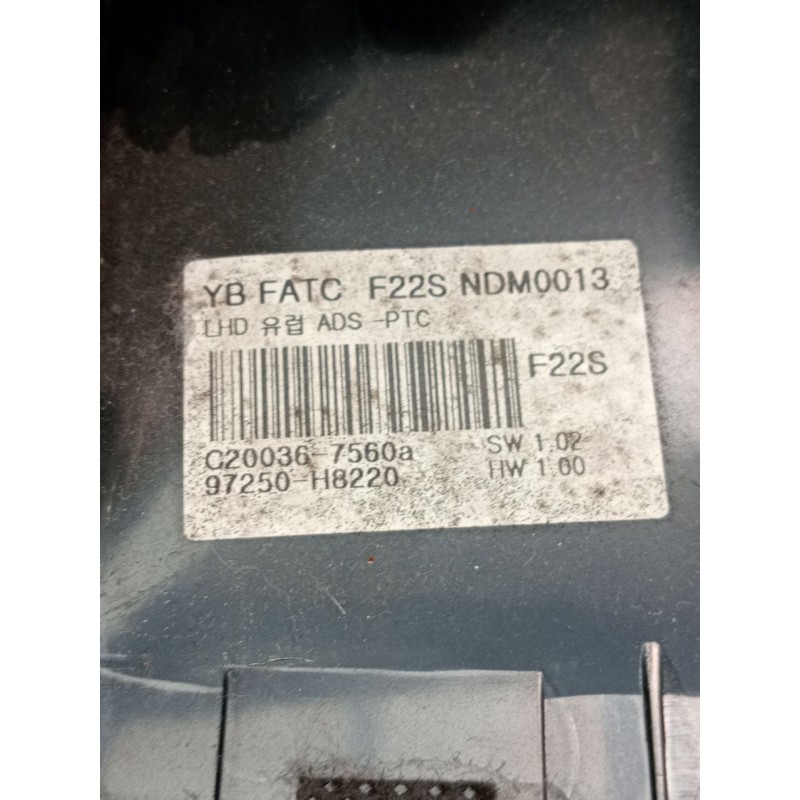 YB FATC F22S NDM0013
LHD 유럽 ADS -PTC
F22S
C20036-7560a SW 1.02
97250-H8220 HW 1.00